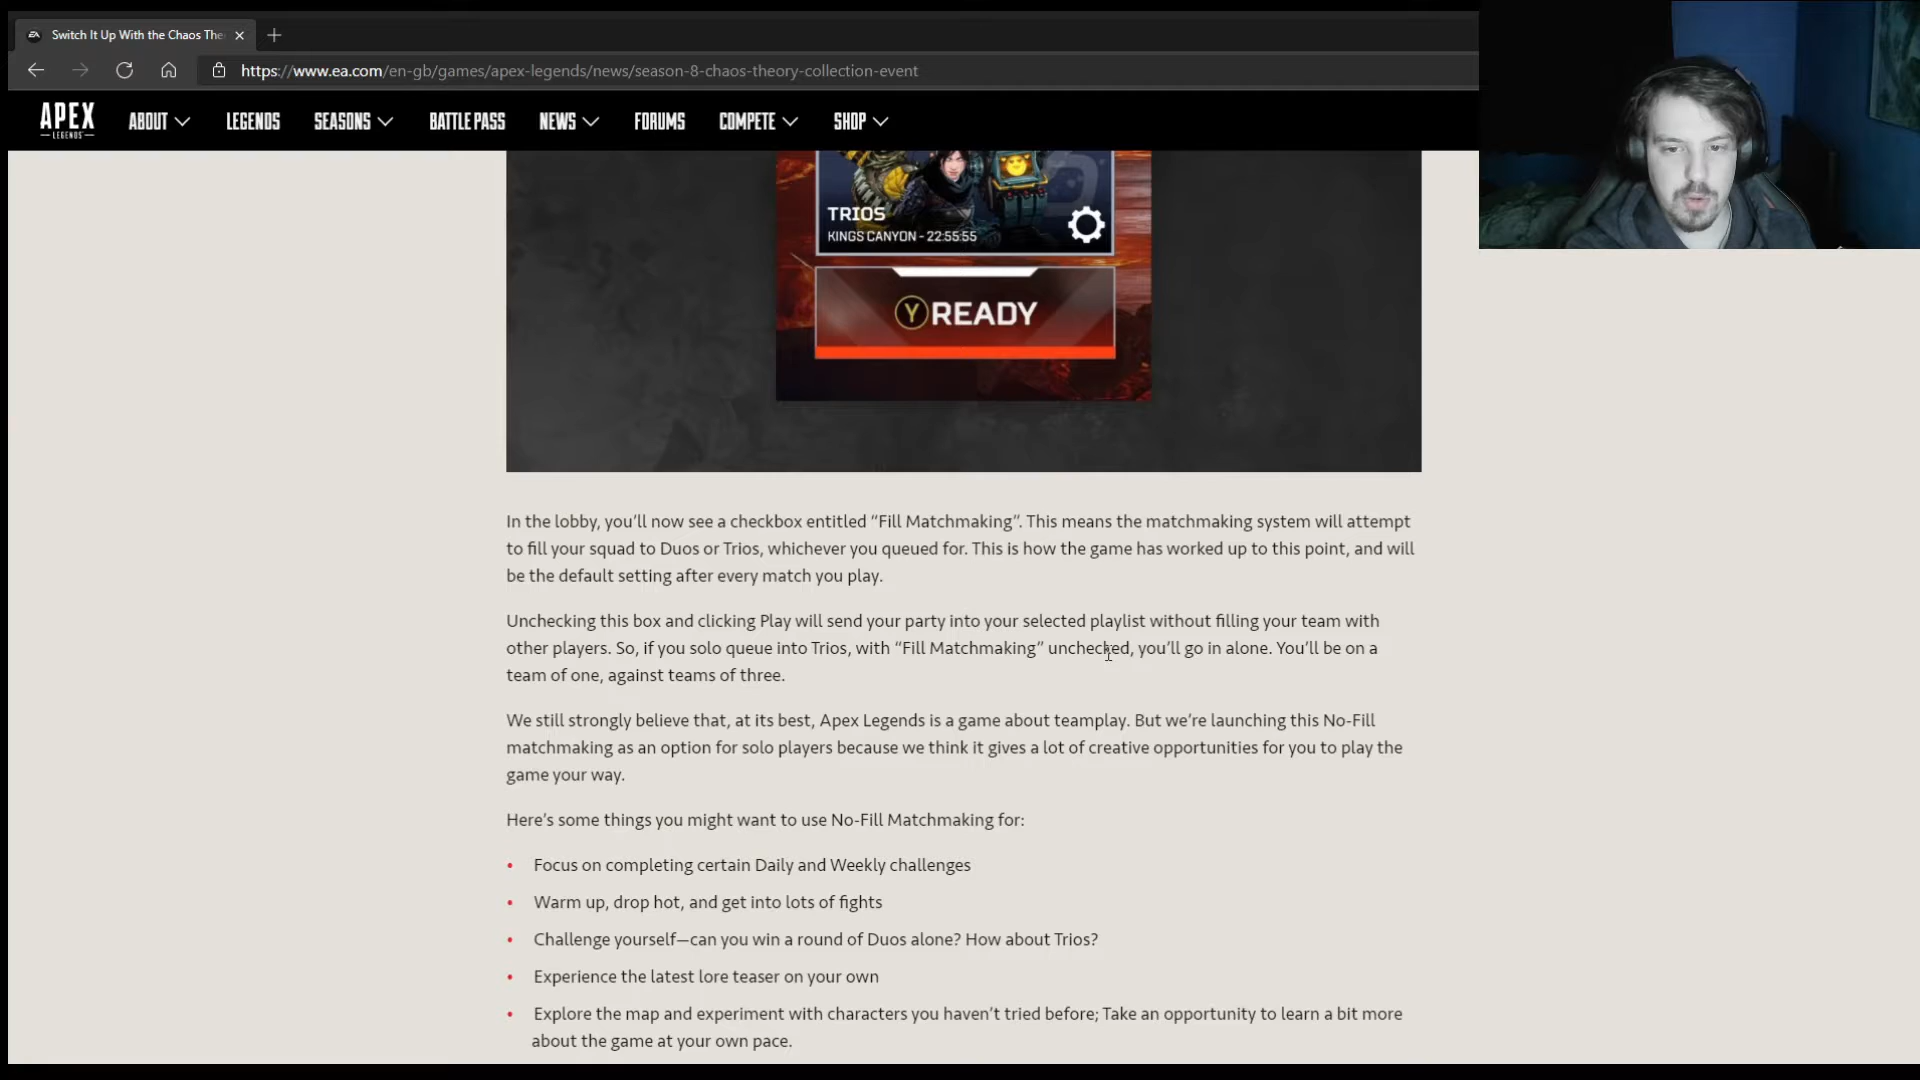 Switch It Up With the Chaos The
https://www.ea.com/en-gb/games/apex-legends/news/season-8-chaos-theory-collection-event
APEX
LEGENDS
ABOUT
LEGENDS
SEASONS
BATTLE PASS
NEWS
FORUMS
COMPETE
SHOP
TRIOS
KINGS CANYON - 22:55:55
Y READY
In the lobby, you’ll now see a checkbox entitled “Fill Matchmaking”. This means the matchmaking system will attempt
to fill your squad to Duos or Trios, whichever you queued for. This is how the game has worked up to this point, and will
be the default setting after every match you play.
Unchecking this box and clicking Play will send your party into your selected playlist without filling your team with
other players. So, if you solo queue into Trios, with “Fill Matchmaking” unchecked, you’ll go in alone. You’ll be on a
team of one, against teams of three.
We still strongly believe that, at its best, Apex Legends is a game about teamplay. But we’re launching this No-Fill
matchmaking as an option for solo players because we think it gives a lot of creative opportunities for you to play the
game your way.
Here’s some things you might want to use No-Fill Matchmaking for:
• Focus on completing certain Daily and Weekly challenges
• Warm up, drop hot, and get into lots of fights
• Challenge yourself—can you win a round of Duos alone? How about Trios?
• Experience the latest lore teaser on your own
• Explore the map and experiment with characters you haven’t tried before; Take an opportunity to learn a bit more
about the game at your own pace.